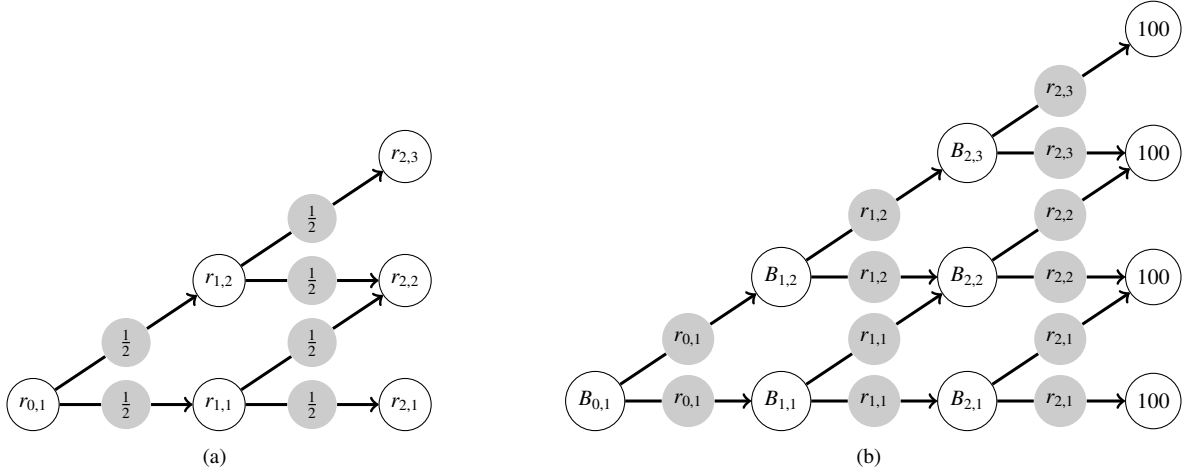 r0,1
1/2
1/2
r1,2
r1,1
1/2
1/2
1/2
1/2
r2,3
r2,2
r2,1
(a)
B0,1
r0,1
r0,1
B1,2
B1,1
r1,2
r1,2
r1,1
r1,1
B2,3
B2,2
B2,1
r2,3
r2,3
r2,2
r2,2
r2,1
r2,1
100
100
100
100
(b)